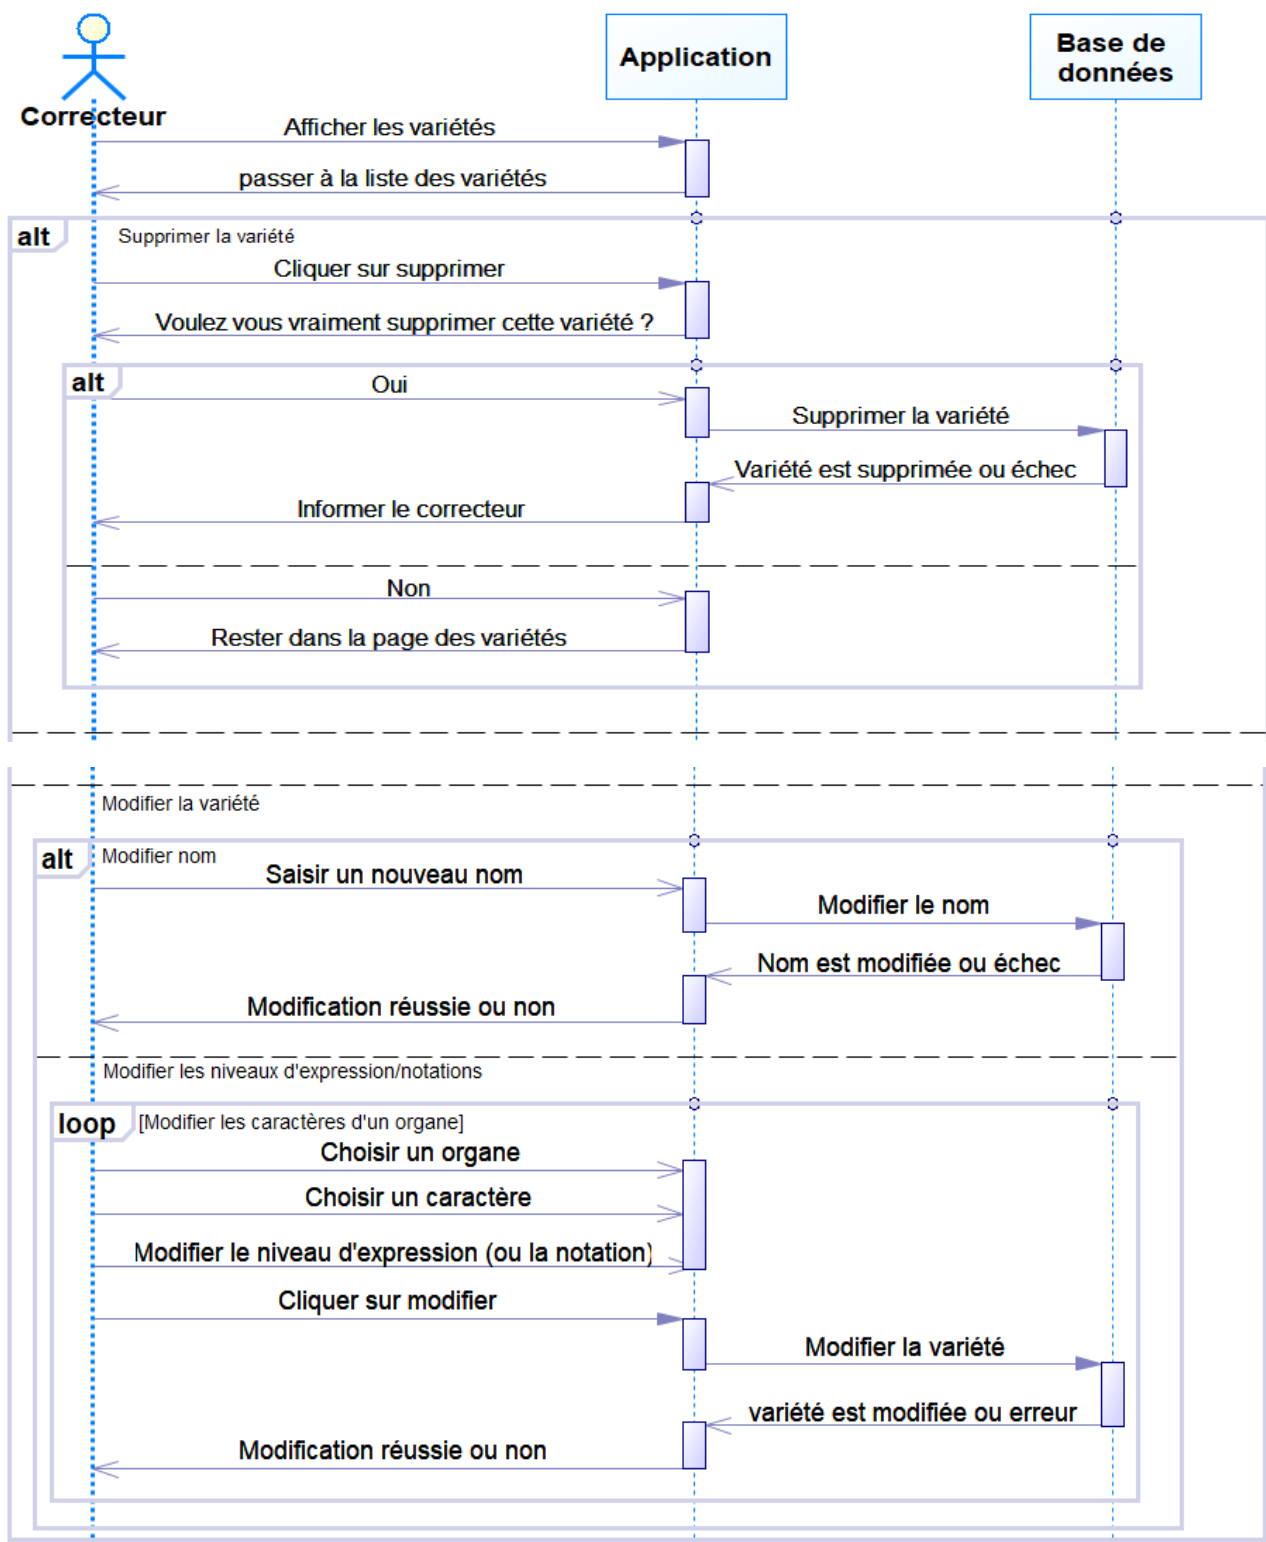 Correcteur
Application
Base de
données
Afficher les variétés
passer à la liste des variétés
alt
Supprimer la variété
Cliquer sur supprimer
Voulez vous vraiment supprimer cette variété ?
alt
Oui
Supprimer la variété
Variété est supprimée ou échec
Informer le correcteur
Non
Rester dans la page des variétés
Modifier la variété
alt
Modifier nom
Saisir un nouveau nom
Modifier le nom
Nom est modifiée ou échec
Modification réussie ou non
Modifier les niveaux d'expression/notations
loop
[Modifier les caractères d'un organe]
Choisir un organe
Choisir un caractère
Modifier le niveau d'expression (ou la notation)
Cliquer sur modifier
Modifier la variété
variété est modifiée ou erreur
Modification réussie ou non